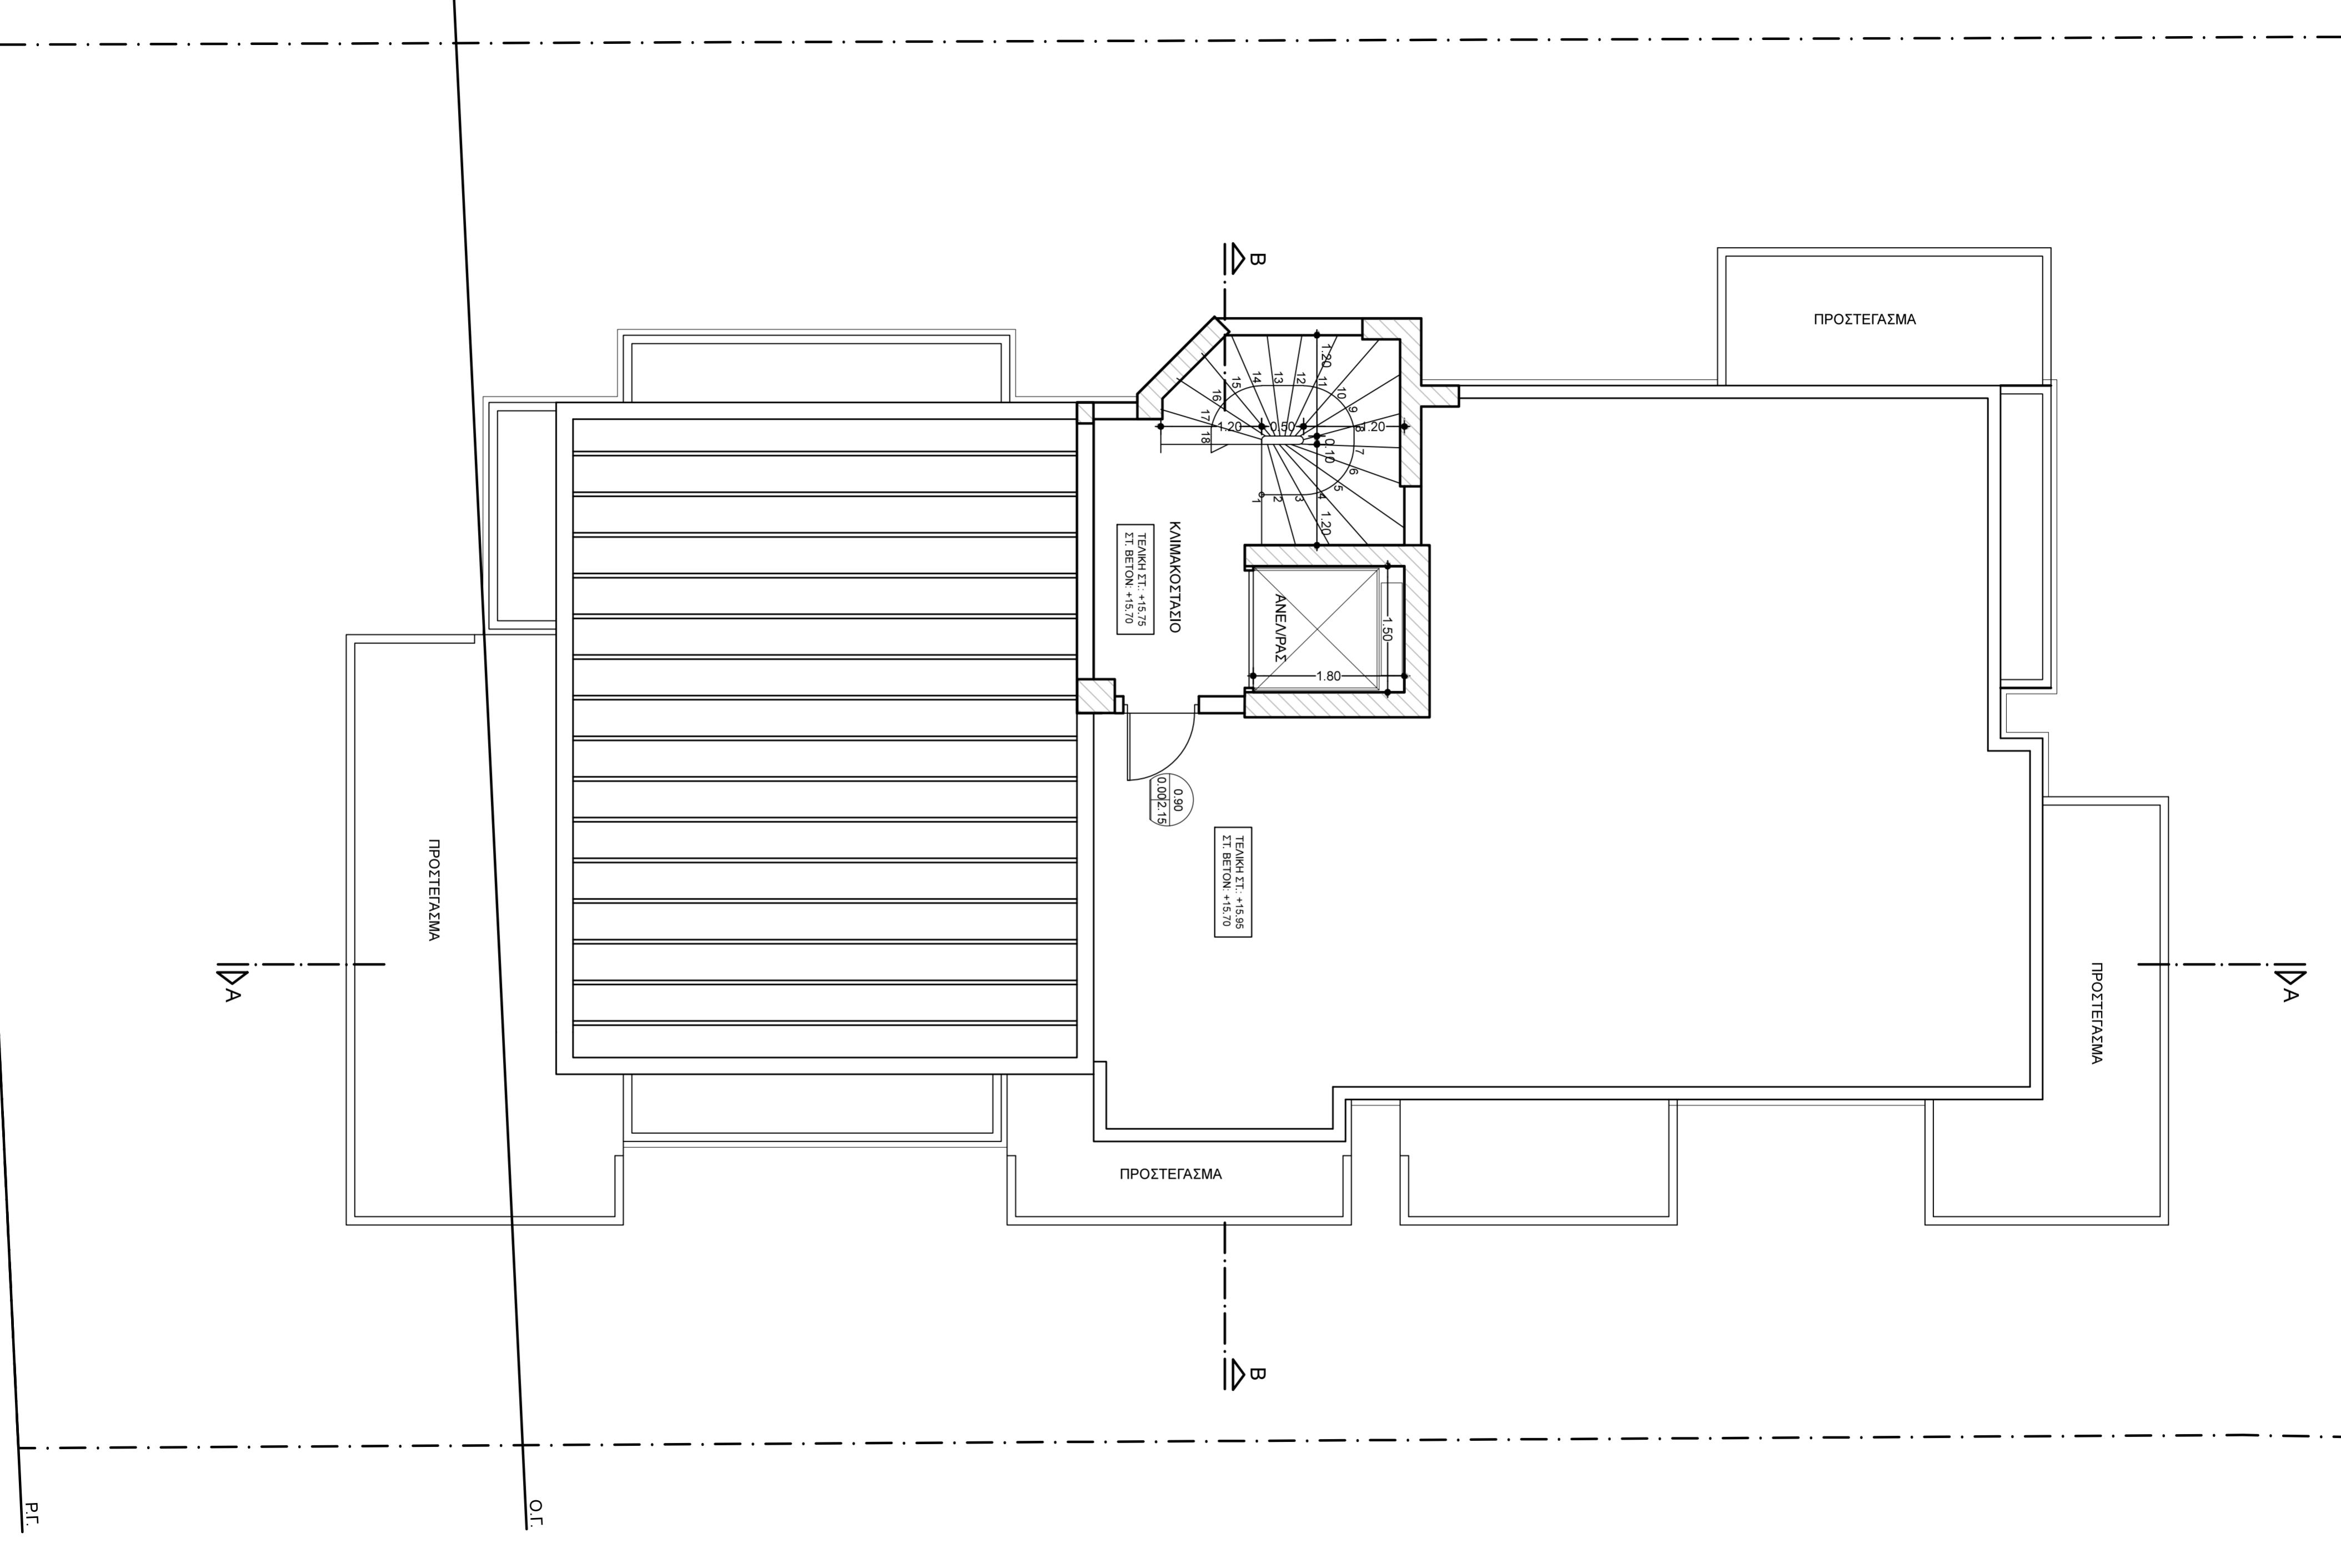 B
ΠΡΟΣΤΕΓΑΣΜΑ
1.20
15
14
13
12
11
10
16
9
17
8
1.20
0.50
1.20
18
0.10
7
6
5
1
2
3
4
1.20
ΚΛΙΜΑΚΟΣΤΑΣΙΟ
ΤΕΛΙΚΗ ΣΤ.: +15.75
ΣΤ. ΒΕΤΟΝ: +15.70
ΑΝΕΛ/ΡΑΣ
1.50
1.80
0.90
0.00
2.15
ΤΕΛΙΚΗ ΣΤ.: +15.95
ΣΤ. ΒΕΤΟΝ: +15.70
ΠΡΟΣΤΕΓΑΣΜΑ
A
ΠΡΟΣΤΕΓΑΣΜΑ
A
ΠΡΟΣΤΕΓΑΣΜΑ
B
Ρ.Γ.
Ο.Γ.